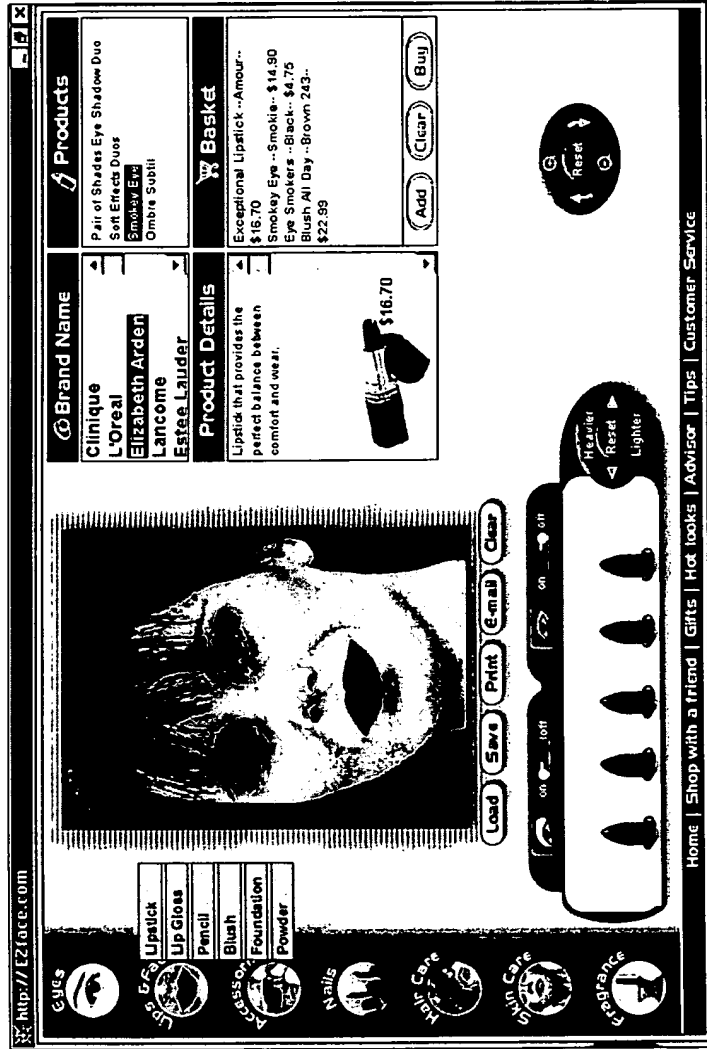 http://EZface.com
Eyes
Lips & Fac
Accessori
Nails
Hair Care
Skin Care
Fragrance
Lipstick
Lip Gloss
Pencil
Blush
Foundation
Powder
Load
Save
Print
E-mail
Clear
on
off
on
off
Heavier
Reset
Lighter
Brand Name
Clinique
L'Oreal
Elizabeth Arden
Lancome
Estee Lauder
Products
Pair of Shades Eye Shadow Duo
Soft Effects Duos
Smokey Eye
Ombre Subtil
Product Details
Lipstick that provides the
perfect balance between
comfort and wear.
$16.70
Basket
Exceptional Lipstick --Amour--
$16.70
Smokey Eye --Smokie-- $14.90
Eye Smokers --Black-- $4.75
Blush All Day --Brown 243--
$22.99
Add
Clear
Buy
Reset
Home | Shop with a friend | Gifts | Hot looks | Advisor | Tips | Customer Service